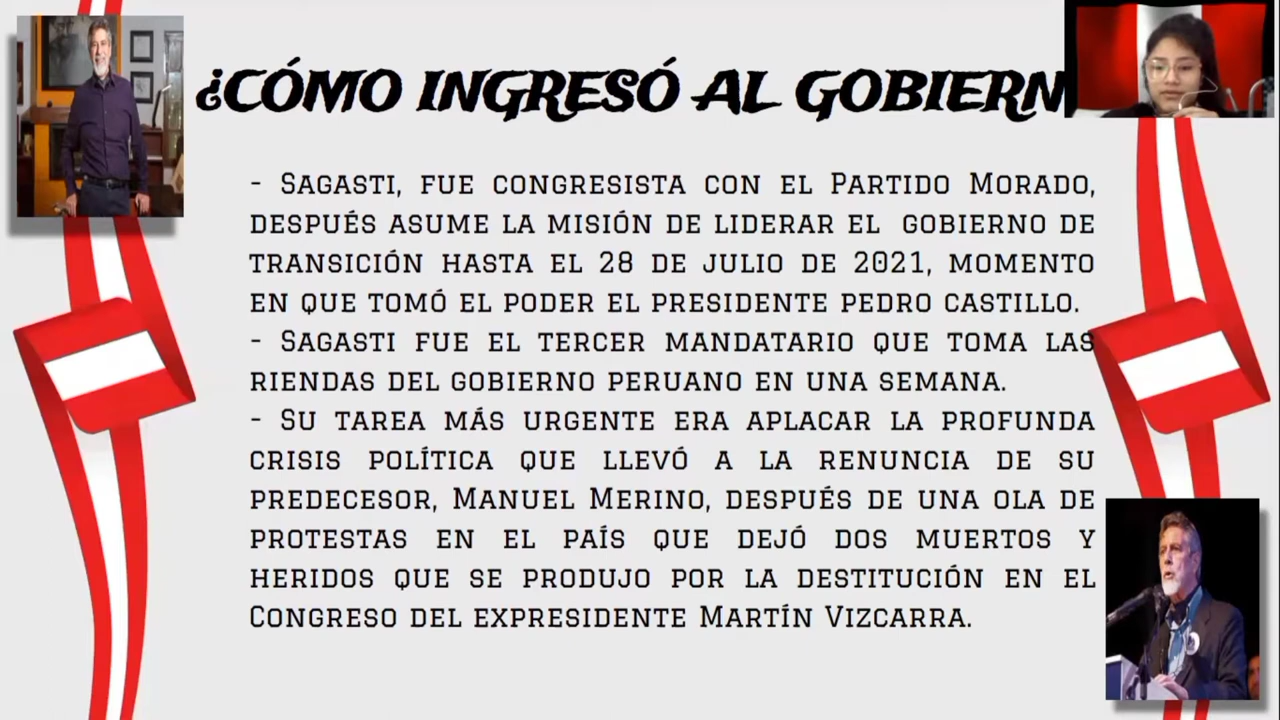 ¿CÓMO INGRESÓ AL GOBIERN
- SAGASTI, FUE CONGRESISTA CON EL PARTIDO MORADO,
DESPUÉS ASUME LA MISIÓN DE LIDERAR EL GOBIERNO DE
TRANSICIÓN HASTA EL 28 DE JULIO DE 2021, MOMENTO
EN QUE TOMÓ EL PODER EL PRESIDENTE PEDRO CASTILLO.
- SAGASTI FUE EL TERCER MANDATARIO QUE TOMA LAS
RIENDAS DEL GOBIERNO PERUANO EN UNA SEMANA.
- SU TAREA MÁS URGENTE ERA APLACAR LA PROFUNDA
CRISIS POLÍTICA QUE LLEVÓ A LA RENUNCIA DE SU
PREDECESOR, MANUEL MERINO, DESPUÉS DE UNA OLA DE
PROTESTAS EN EL PAÍS QUE DEJÓ DOS MUERTOS Y
HERIDOS QUE SE PRODUJO POR LA DESTITUCIÓN EN EL
CONGRESO DEL EXPRESIDENTE MARTÍN VIZCARRA.